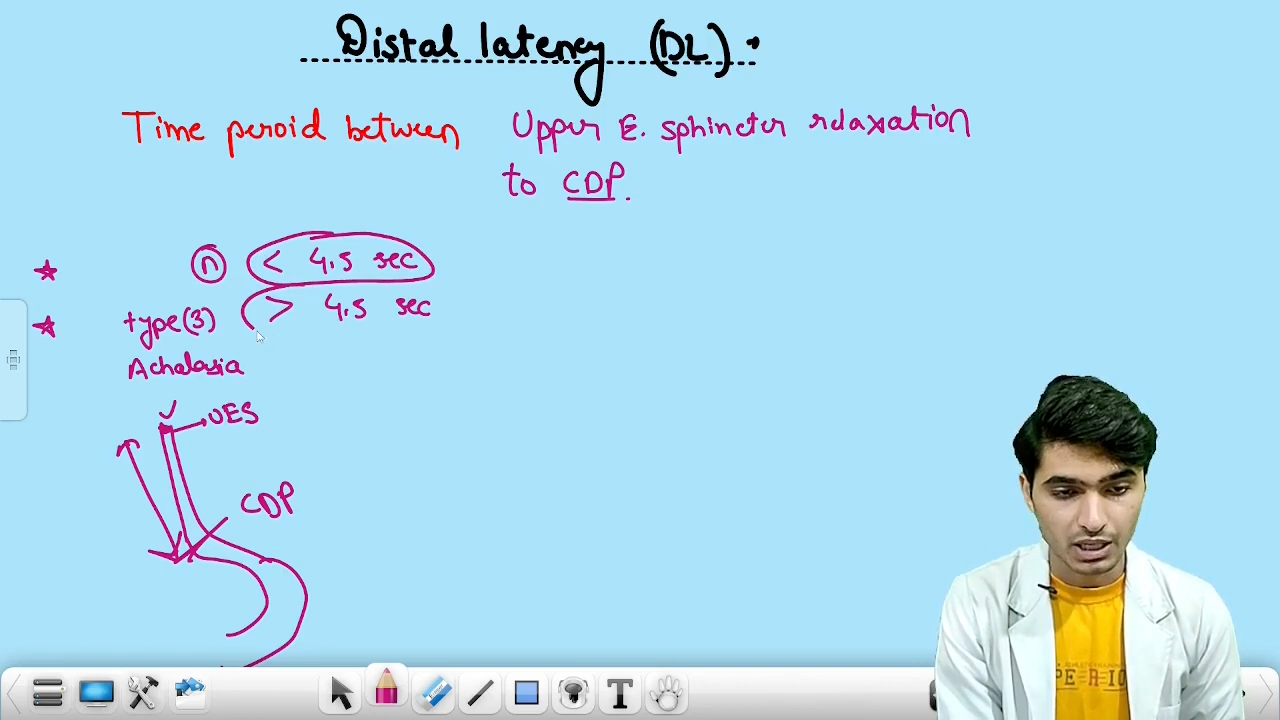 Distal latency (DL) :
Time peroid between Upper E. sphincter relaxation
to CDP.
n < 4.5 sec
type(3) > 4.5 sec
Achalasia
UES
CDP
T